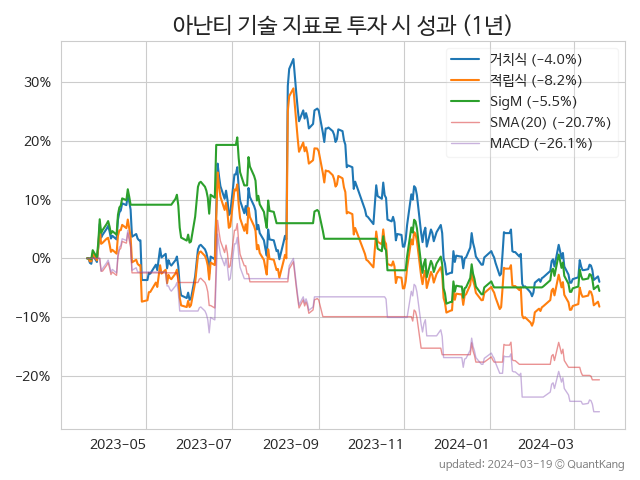 아난티 기술 지표로 투자 시 성과 (1년)
거치식 (−4.0%)
적립식 (−8.2%)
SigM (−5.5%)
SMA(20) (−20.7%)
MACD (−26.1%)
30%
20%
10%
0%
−10%
−20%
2023-05 2023-07 2023-09 2023-11 2024-01 2024-03
updated: 2024-03-19 @ QuantKang